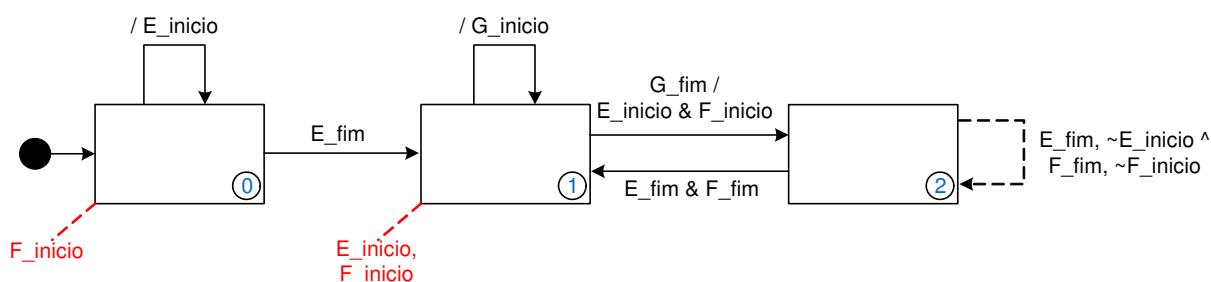 / E_inicio
/ G_inicio
G_fim /
E_inicio & F_inicio
E_fim
E_fim, ~E_inicio ^
F_fim, ~F_inicio
E_fim & F_fim
0
1
2
F_inicio
E_inicio,
F_inicio